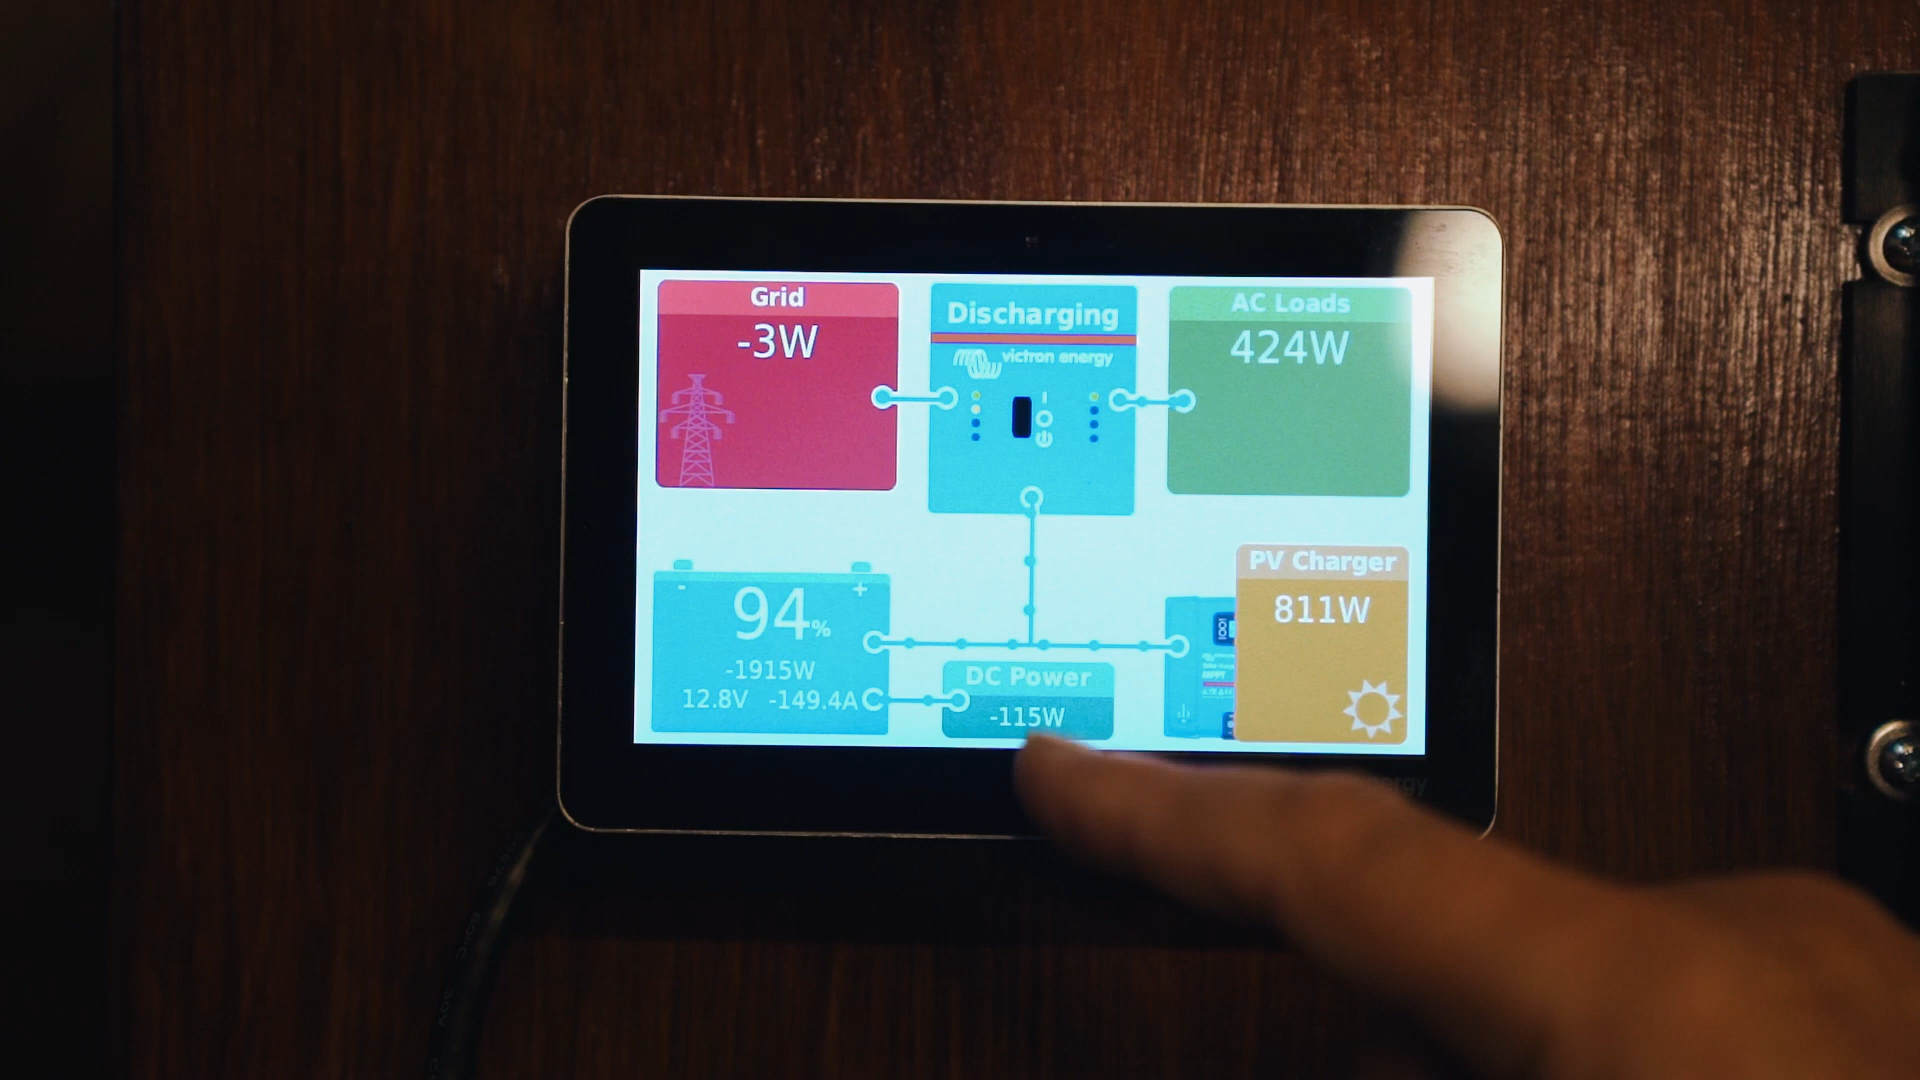 Grid
-3W
Discharging
victron energy
AC Loads
424W
- +
94%
-1915W
12.8V -149.4A
DC Power
-115W
PV Charger
811W
MPPT